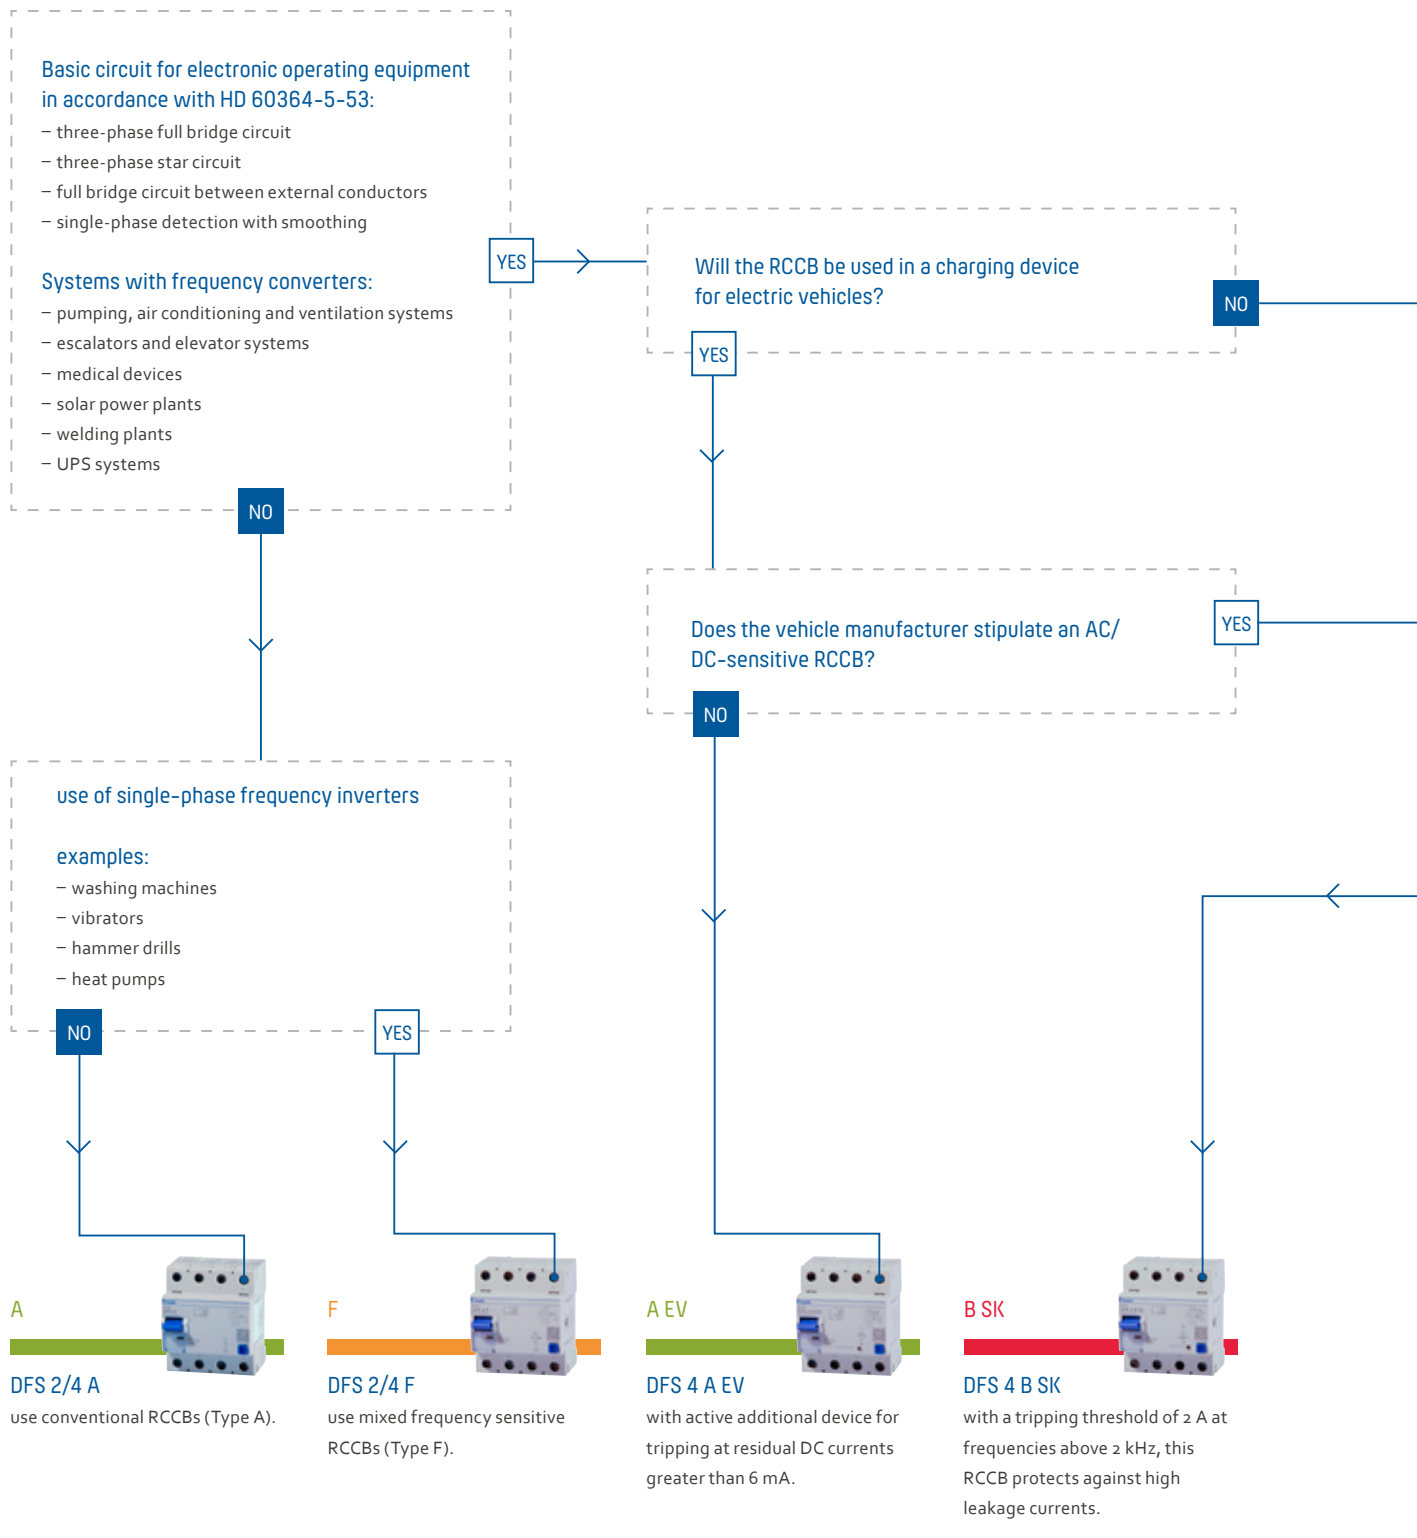 Basic circuit for electronic operating equipment
in accordance with HD 60364-5-53:
– three-phase full bridge circuit
– three-phase star circuit
– full bridge circuit between external conductors
– single-phase detection with smoothing
Systems with frequency converters:
– pumping, air conditioning and ventilation systems
– escalators and elevator systems
– medical devices
– solar power plants
– welding plants
– UPS systems
YES
NO
Will the RCCB be used in a charging device
for electric vehicles?
NO
YES
Does the vehicle manufacturer stipulate an AC/
DC-sensitive RCCB?
YES
NO
use of single-phase frequency inverters
examples:
– washing machines
– vibrators
– hammer drills
– heat pumps
NO
YES
A
DFS 2/4 A
use conventional RCCBs (Type A).
F
DFS 2/4 F
use mixed frequency sensitive
RCCBs (Type F).
A EV
DFS 4 A EV
with active additional device for
tripping at residual DC currents
greater than 6 mA.
B SK
DFS 4 B SK
with a tripping threshold of 2 A at
frequencies above 2 kHz, this
RCCB protects against high
leakage currents.